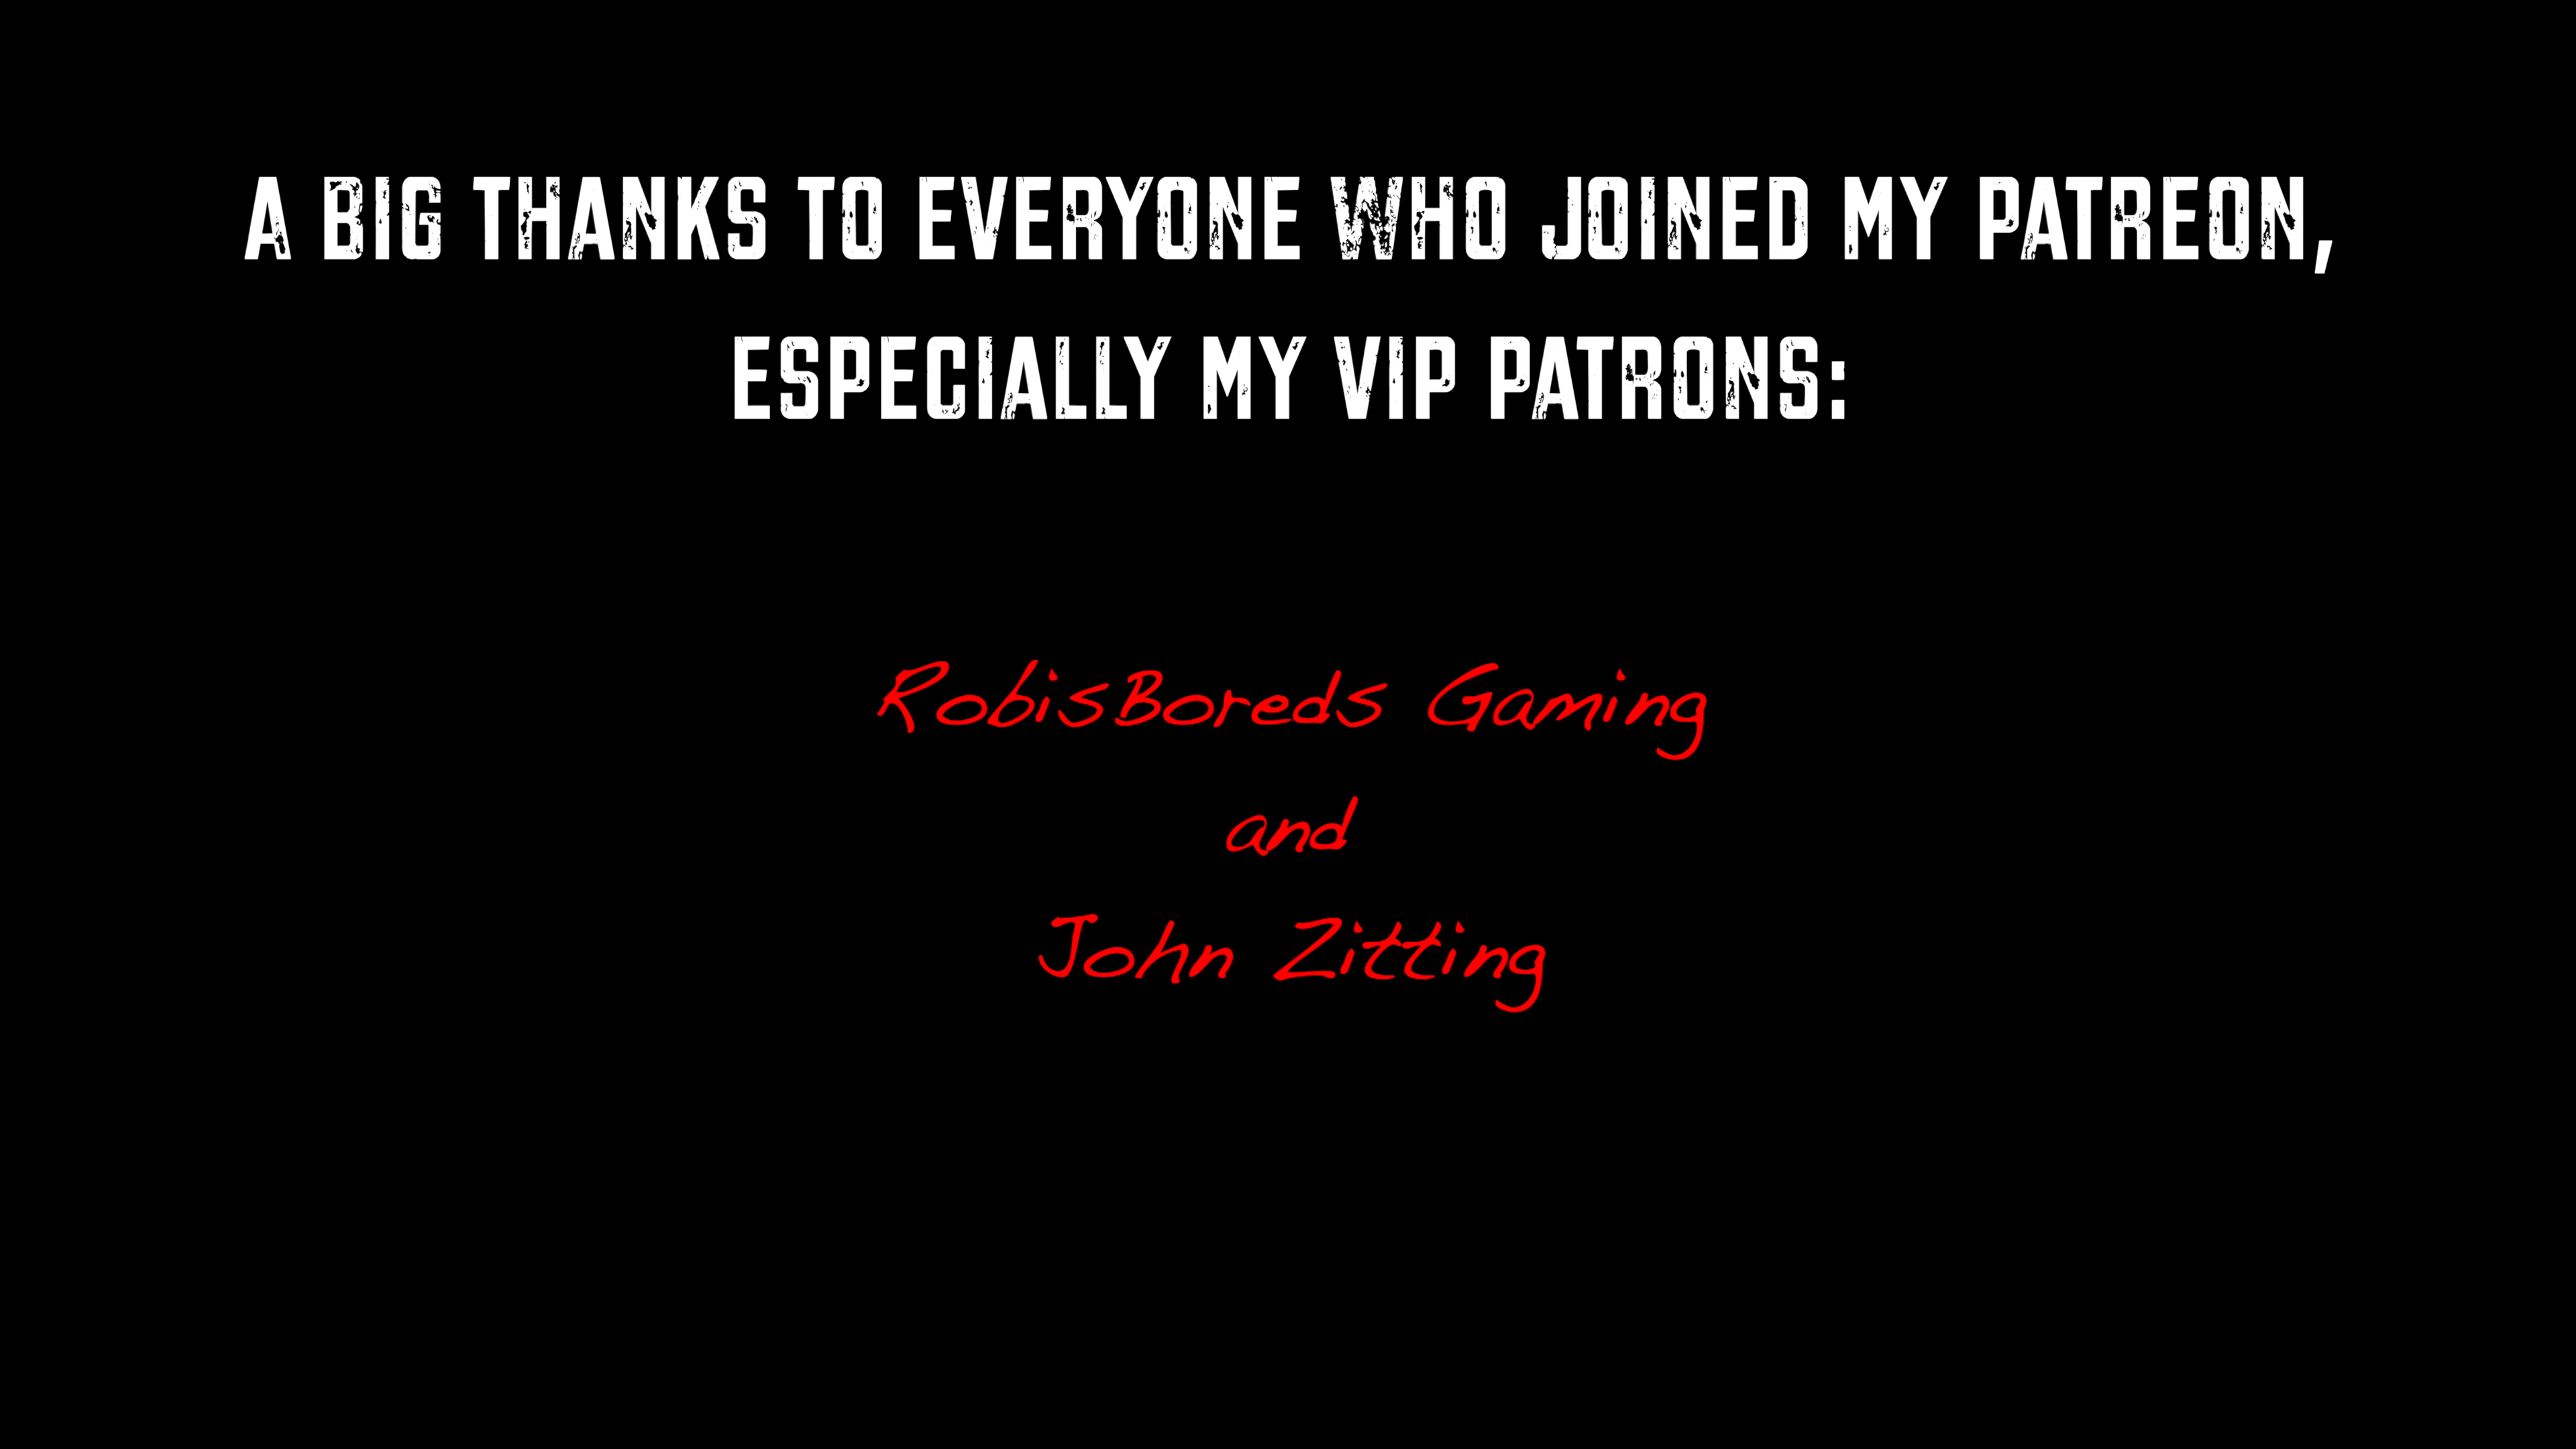 A BIG THANKS TO EVERYONE WHO JOINED MY PATREON,
ESPECIALLY MY VIP PATRONS:
RobisBoreds Gaming
and
John Zitting